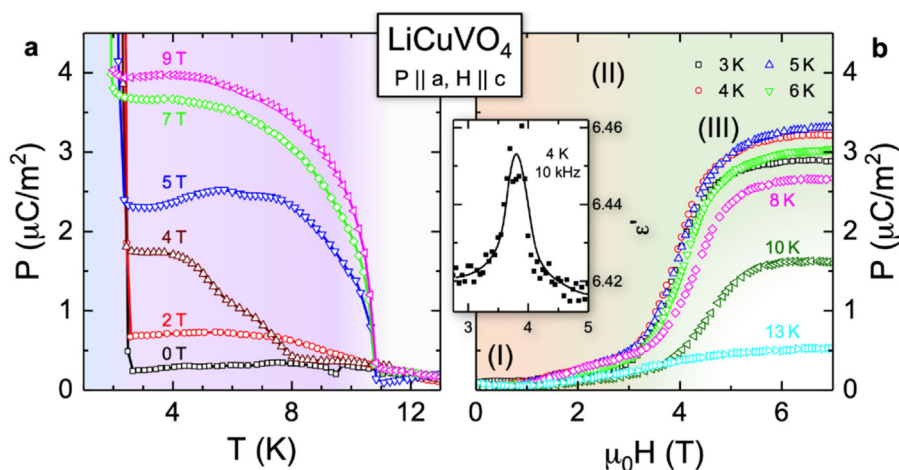 a
LiCuVO₄
P || a, H || c
b
P (μC/m²)
4
3
2
1
0
9 T
7 T
5 T
4 T
2 T
0 T
4
8
12
T (K)
(I)
(II)
(III)
3 K
5 K
4 K
6 K
8 K
10 K
13 K
4 K
10 kHz
6.46
6.44
6.42
ε'
3
4
5
0
2
4
6
μ₀H (T)
4
3
2
1
0
P (μC/m²)